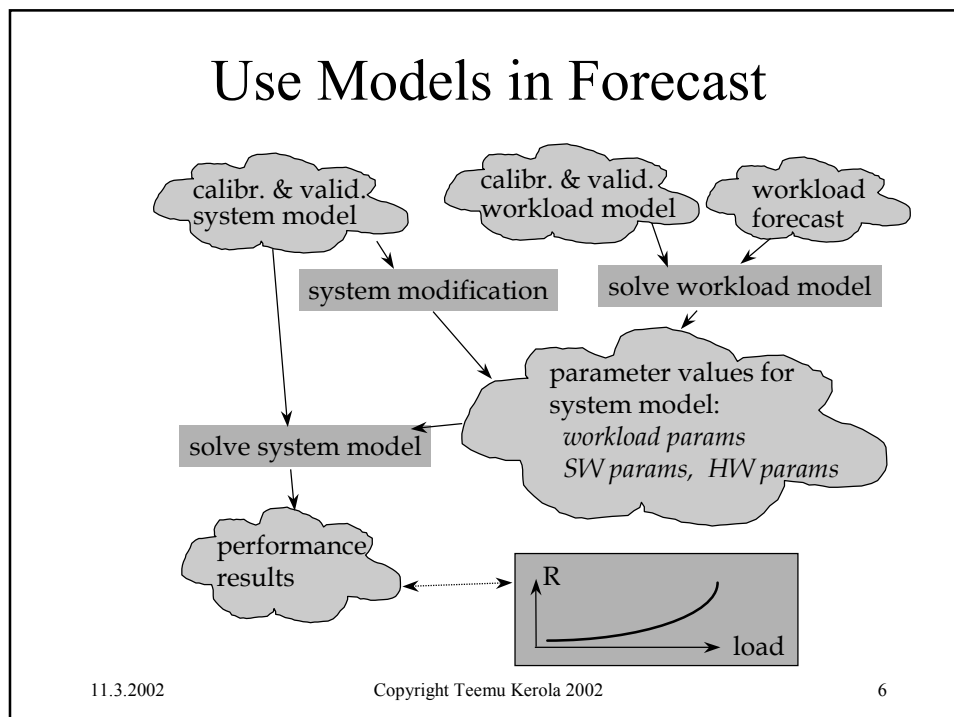 Use Models in Forecast
calibr. & valid.
system model
calibr. & valid.
workload model
workload
forecast
system modification
solve workload model
parameter values for
system model:
workload params
SW params, HW params
solve system model
performance
results
R
load
11.3.2002
Copyright Teemu Kerola 2002
6